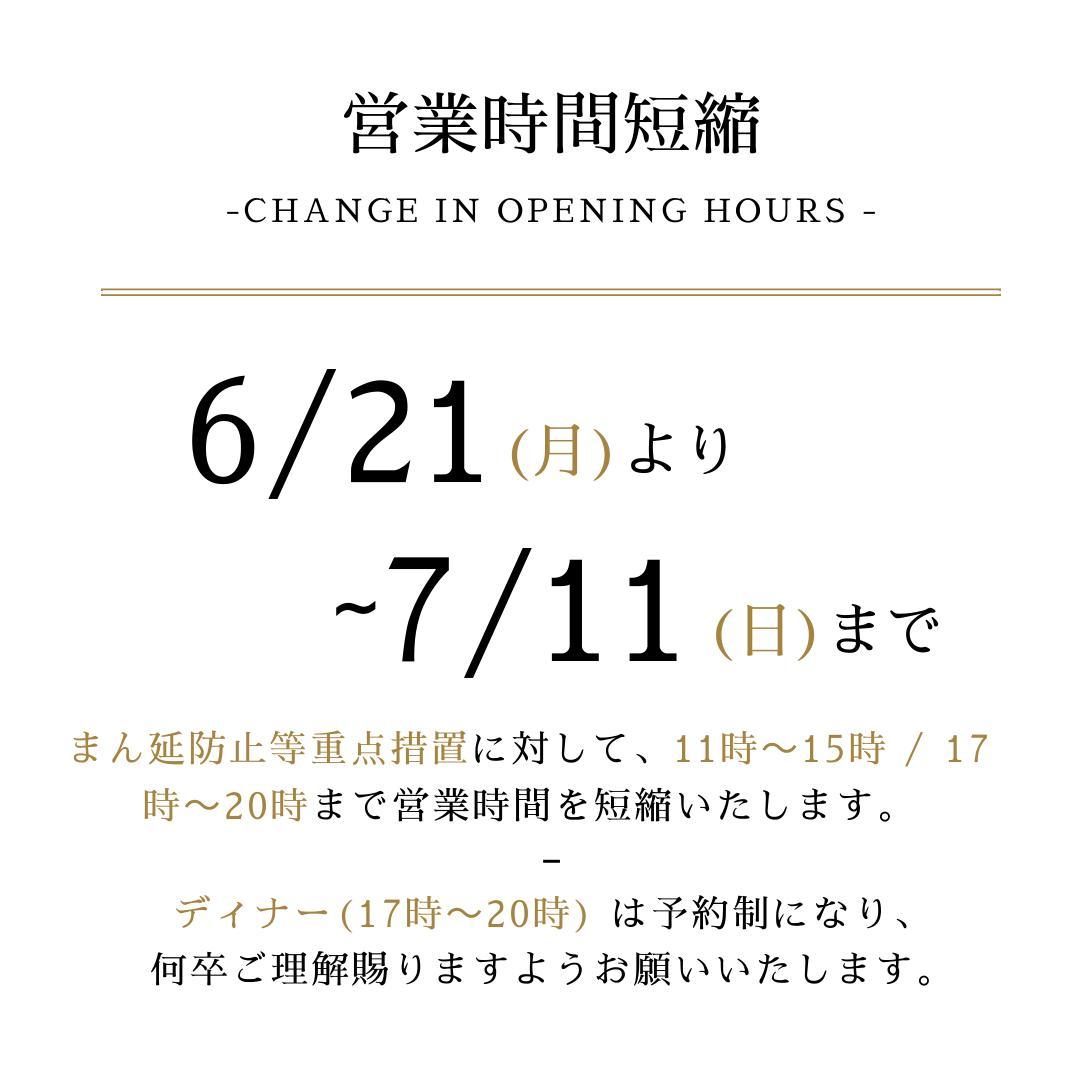 営業時間短縮
-CHANGE IN OPENING HOURS -
6/21 (月)より
~7/11 (日)まで
まん延防止等重点措置に対して、11時〜15時 / 17
時〜20時まで営業時間を短縮いたします。
–
ディナー(17時〜20時) は予約制になり、
何卒ご理解賜りますようお願いいたします。